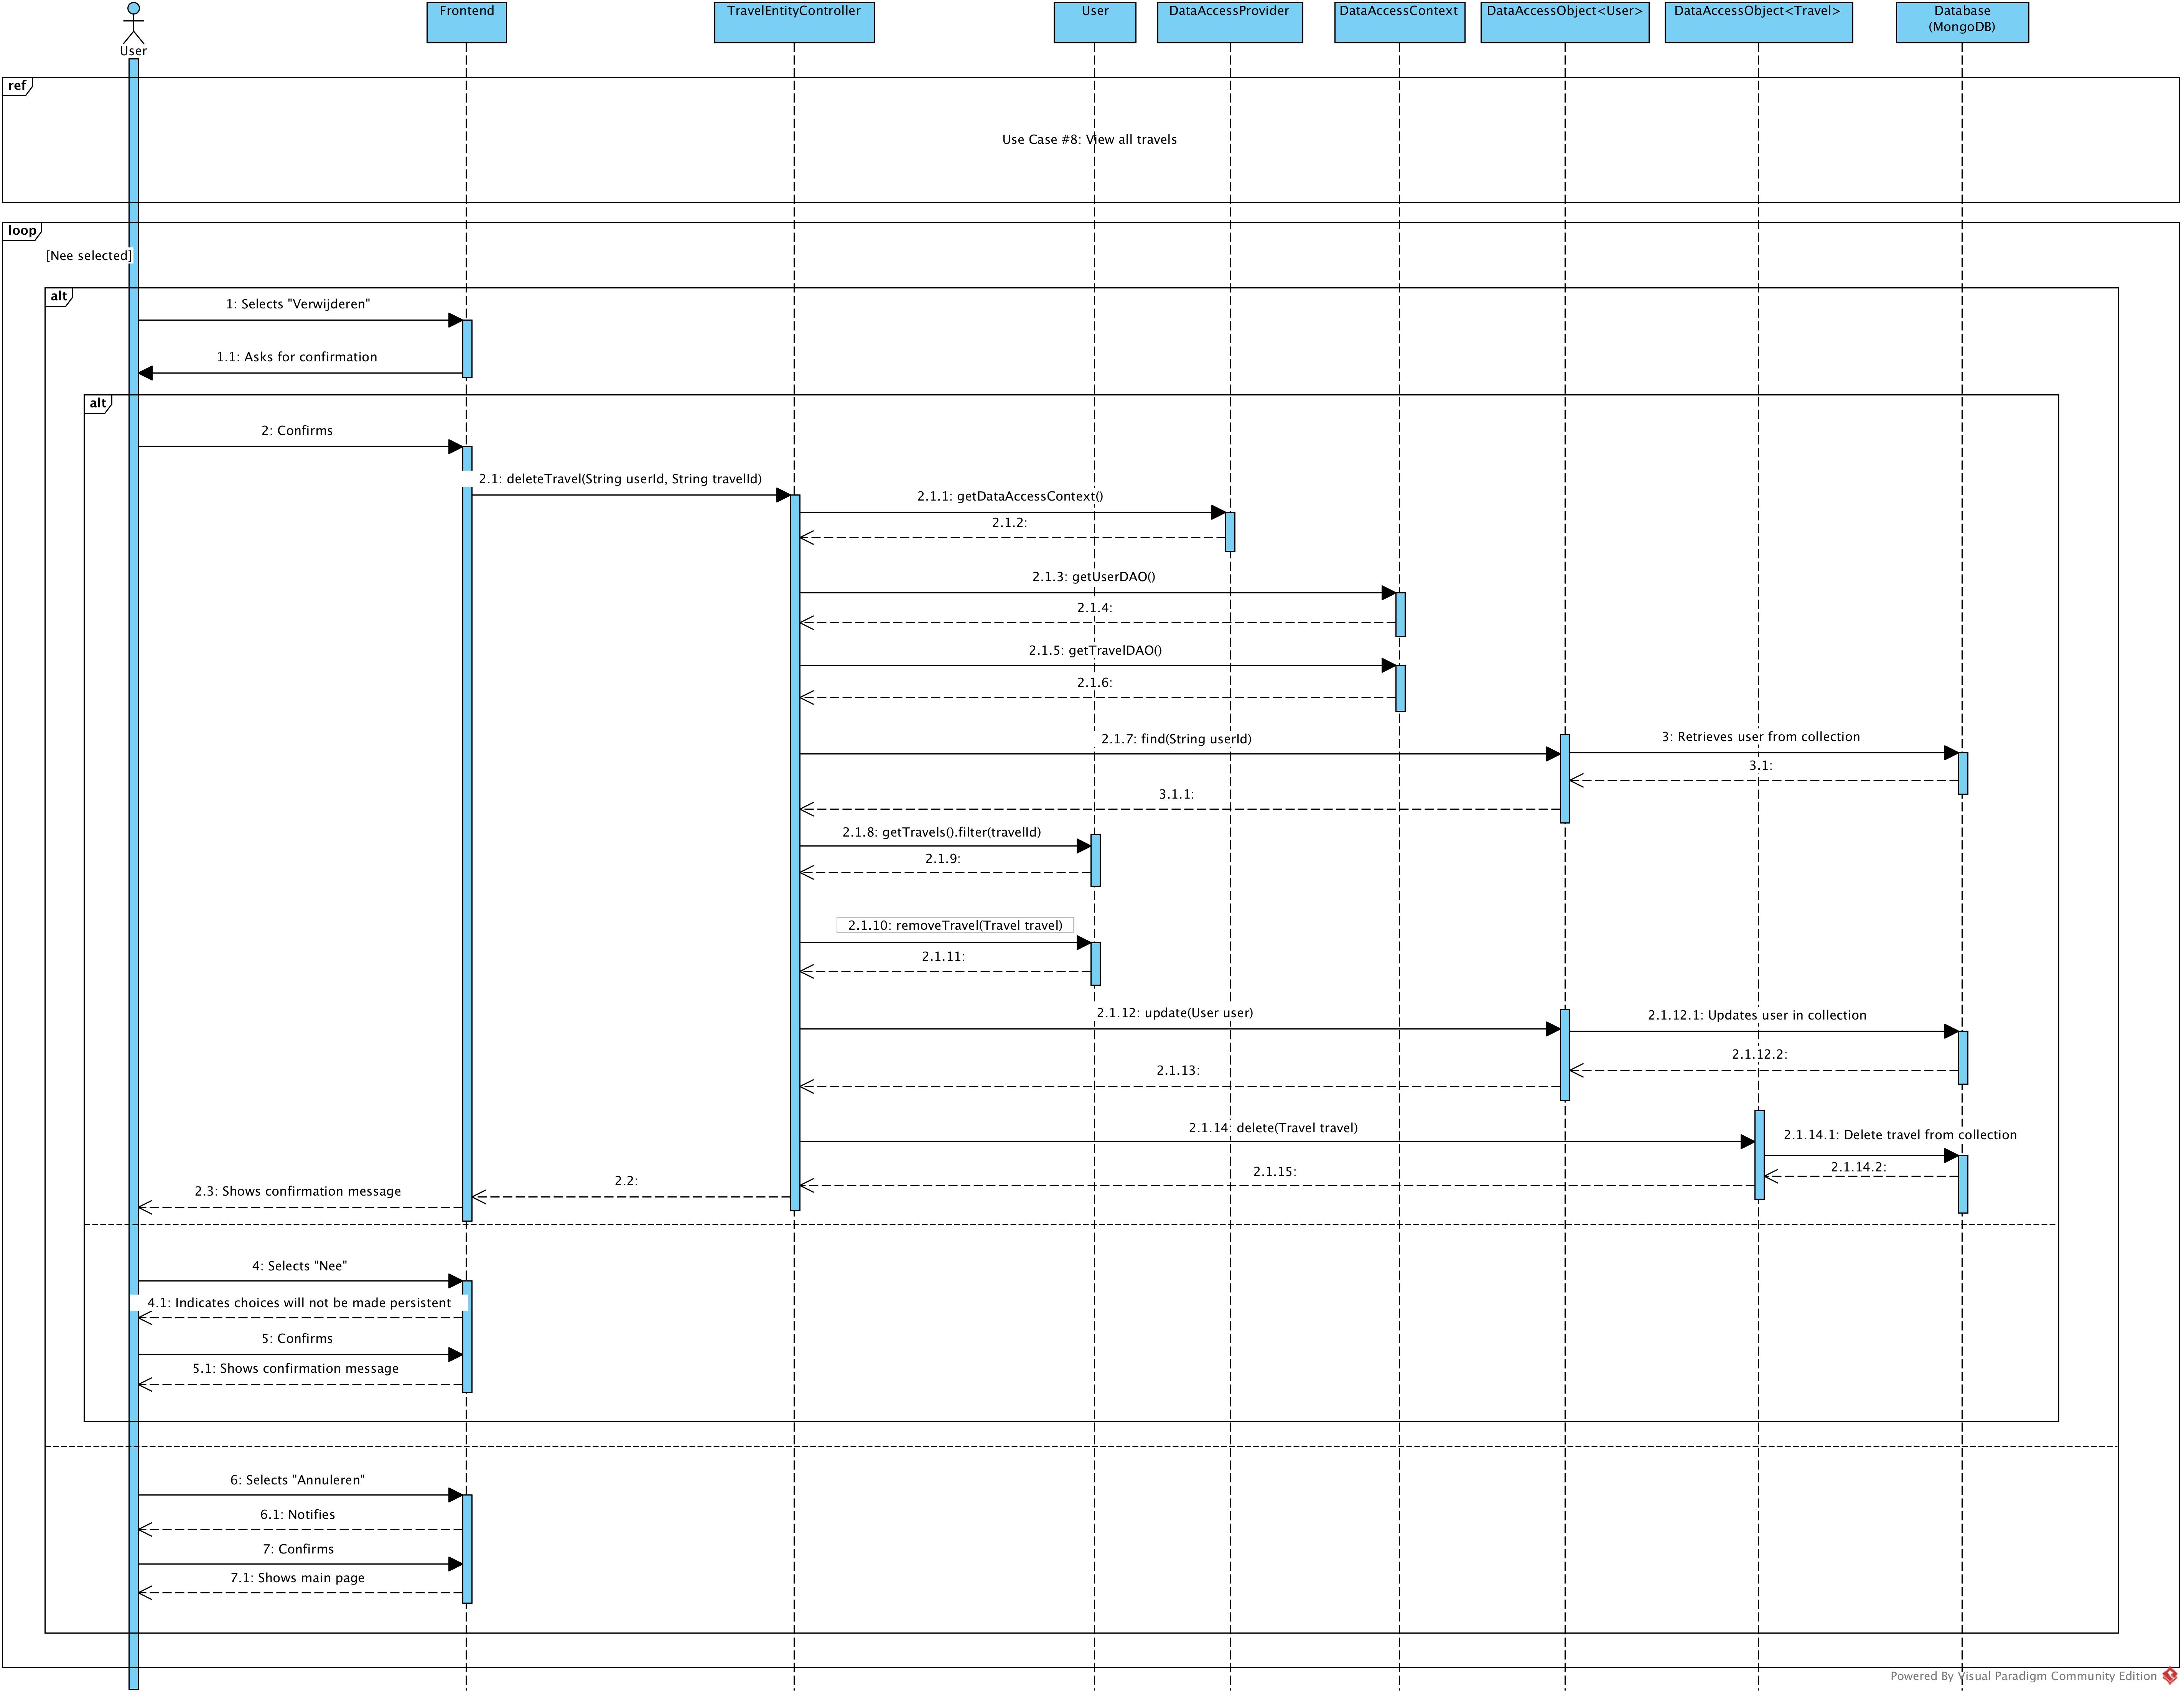 User
Frontend
TravelEntityController
User
DataAccessProvider
DataAccessContext
DataAccessObject<User>
DataAccessObject<Travel>
Database
(MongoDB)
ref
Use Case #8: View all travels
loop
[Nee selected]
alt
1: Selects "Verwijderen"
1.1: Asks for confirmation
alt
2: Confirms
2.1: deleteTravel(String userId, String travelId)
2.1.1: getDataAccessContext()
2.1.2:
2.1.3: getUserDAO()
2.1.4:
2.1.5: getTravelDAO()
2.1.6:
2.1.7: find(String userId)
3: Retrieves user from collection
3.1:
3.1.1:
2.1.8: getTravels().filter(travelId)
2.1.9:
2.1.10: removeTravel(Travel travel)
2.1.11:
2.1.12: update(User user)
2.1.12.1: Updates user in collection
2.1.12.2:
2.1.13:
2.1.14: delete(Travel travel)
2.1.14.1: Delete travel from collection
2.1.14.2:
2.1.15:
2.2:
2.3: Shows confirmation message
4: Selects "Nee"
4.1: Indicates choices will not be made persistent
5: Confirms
5.1: Shows confirmation message
6: Selects "Annuleren"
6.1: Notifies
7: Confirms
7.1: Shows main page
Powered By Visual Paradigm Community Edition